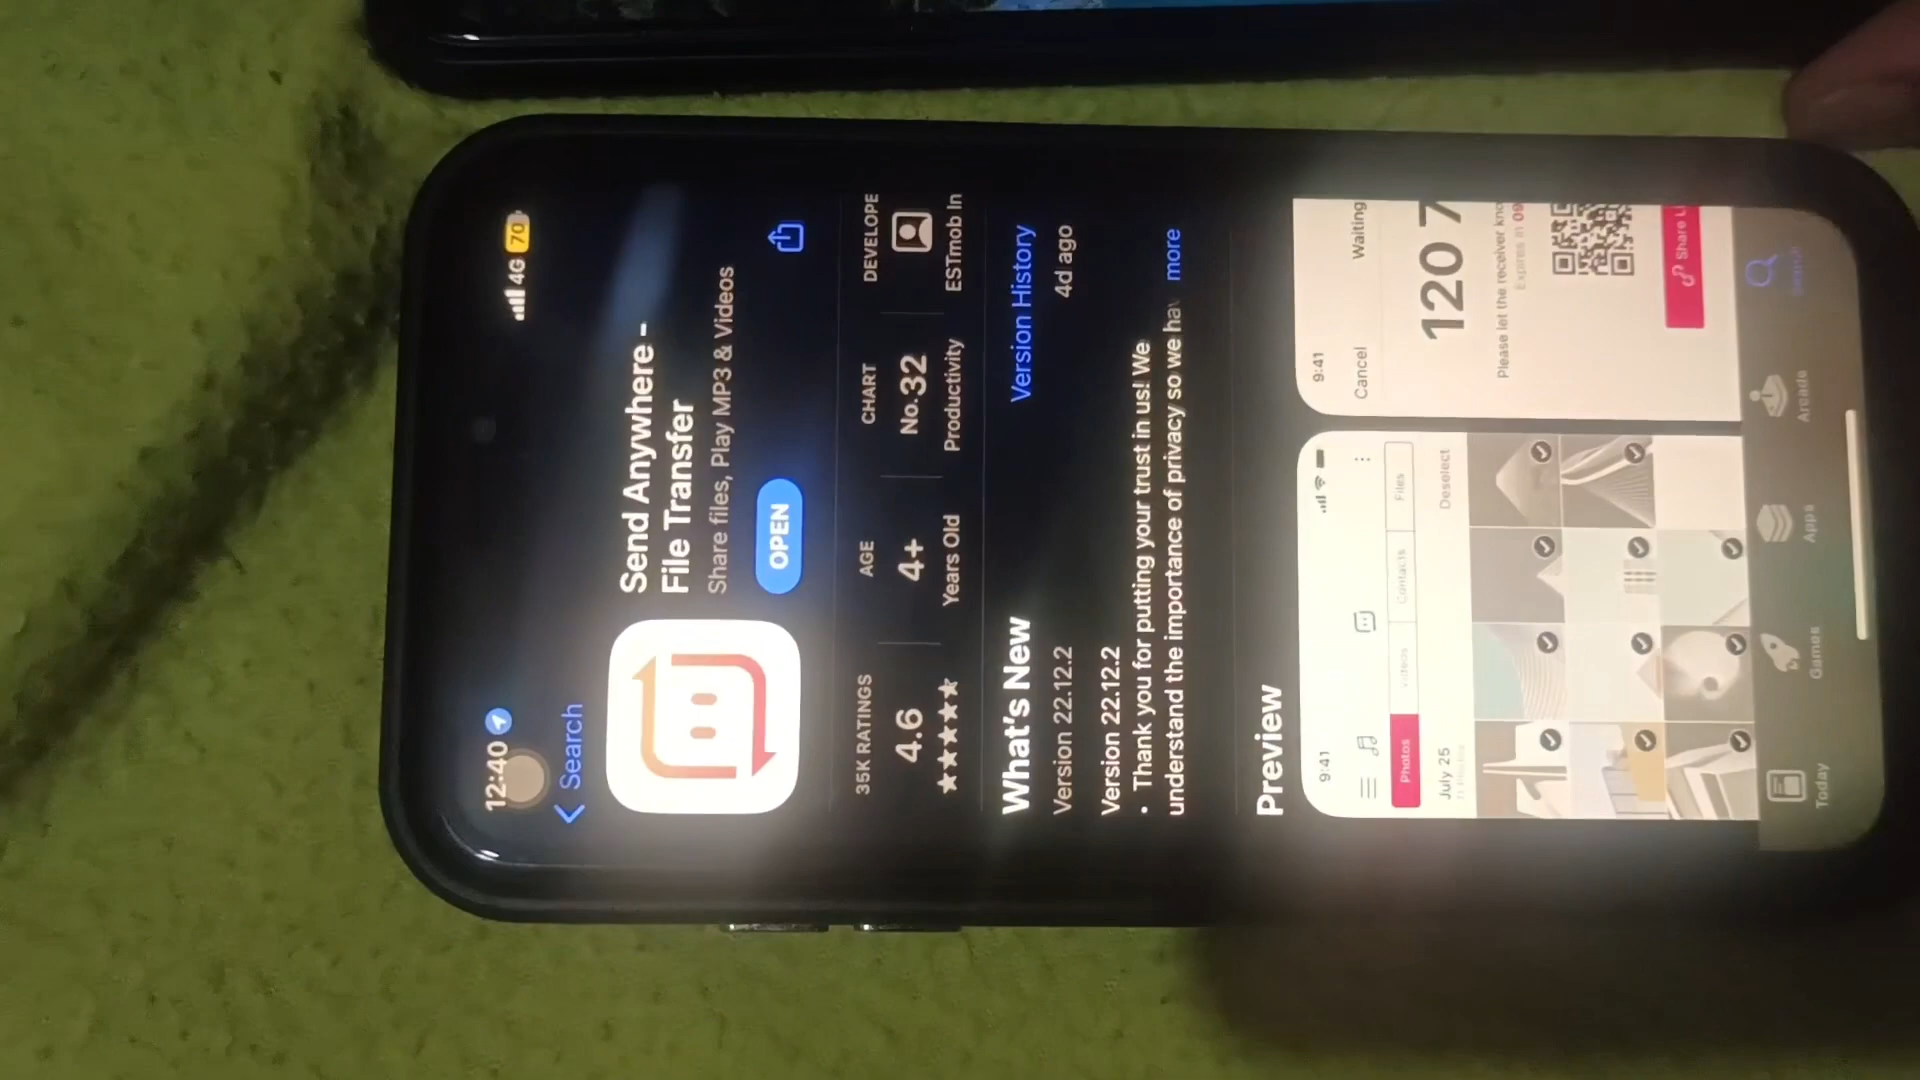 12:40
4G 70
Search
Send Anywhere -
File Transfer
Share files, Play MP3 & Videos
OPEN
35K RATINGS
4.6
AGE
4+
Years Old
CHART
No.32
Productivity
DEVELOPE
ESTmob In
What's New
Version History
Version 22.12.2
4d ago
Version 22.12.2
• Thank you for putting your trust in us! We
understand the importance of privacy so we hav
more
Preview
9:41
Photos
Videos
Contacts
Files
July 25
Deselect
9:41
Cancel
Waiting
120 7
Please let the receiver kno
Expires in 09
Share L
Today
Games
Apps
Arcade
Search